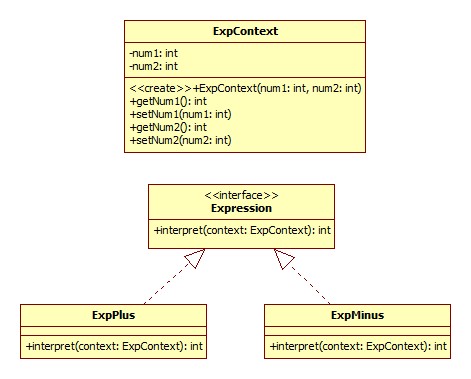 ExpContext
-num1: int
-num2: int
<<create>>+ExpContext(num1: int, num2: int)
+getNum1(): int
+setNum1(num1: int)
+getNum2(): int
+setNum2(num2: int)
<<interface>>
Expression
+interpret(context: ExpContext): int
ExpPlus
+interpret(context: ExpContext): int
ExpMinus
+interpret(context: ExpContext): int